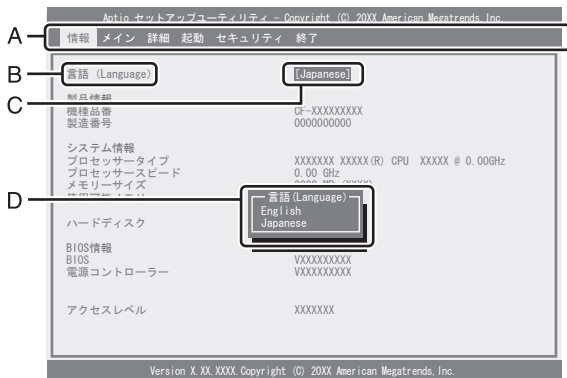 Aptio セットアップユーティリティ - Copyright (C) 20XX American Megatrends, Inc.
A
情報 メイン 詳細 起動 セキュリティ 終了
B
言語 (Language) [Japanese]
C
製品情報
機種品番 CF-XXXXXXXXX
製造番号 0000000000
システム情報
プロセッサータイプ XXXXXXX XXXXX(R) CPU XXXXX @ 0.00GHz
プロセッサースピード 0.00 GHz
メモリーサイズ
D
言語(Language)
English
Japanese
ハードディスク
BIOS情報
BIOS VXXXXXXXXX
電源コントローラー VXXXXXXXXX
アクセスレベル XXXXXXX
Version X.XX.XXXX.Copyright (C) 20XX American Megatrends,Inc.